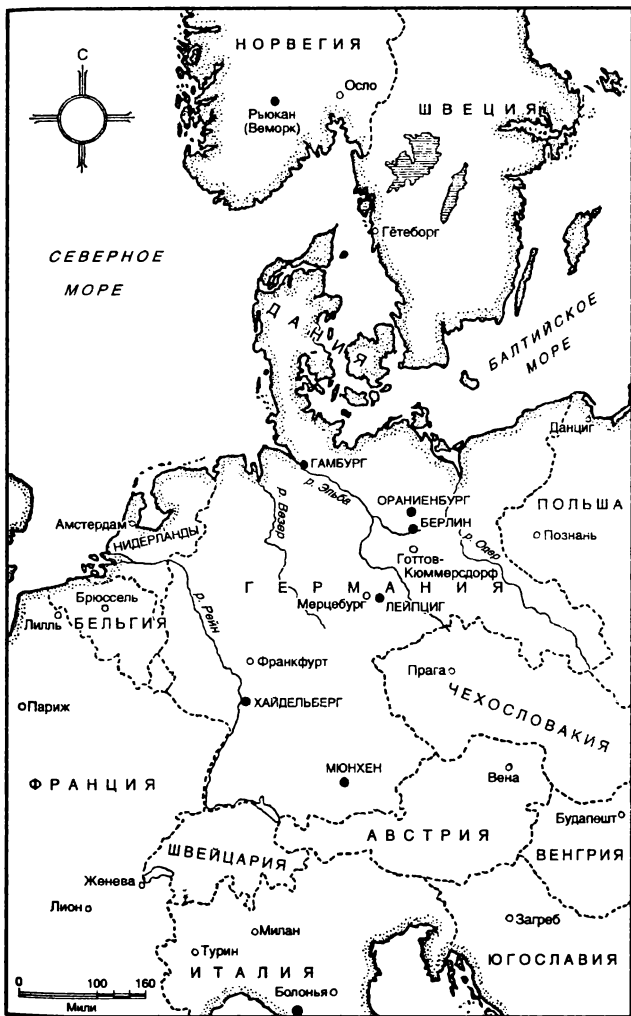 С
НОРВЕГИЯ
Осло
Рьюкан
(Веморк)
ШВЕЦИЯ
Гётеборг
СЕВЕРНОЕ
МОРЕ
ДАНИЯ
БАЛТИЙСКОЕ
МОРЕ
Данциг
ГАМБУРГ
р. Эльба
р. Везер
ОРАНИЕНБУРГ
БЕРЛИН
ПОЛЬША
Познань
р. Одер
Амстердам
НИДЕРЛАНДЫ
Готтов-
Кюммерсдорф
ГЕРМАНИЯ
Брюссель
Лилль
БЕЛЬГИЯ
р. Рейн
Мерцебург
ЛЕЙПЦИГ
Франкфурт
Прага
ЧЕХОСЛОВАКИЯ
Париж
ХАЙДЕЛЬБЕРГ
ФРАНЦИЯ
МЮНХЕН
Вена
Будапешт
АВСТРИЯ
ВЕНГРИЯ
ШВЕЙЦАРИЯ
Женева
Лион
Загреб
Милан
Турин
ИТАЛИЯ
ЮГОСЛАВИЯ
Болонья
0 100 160
Мили